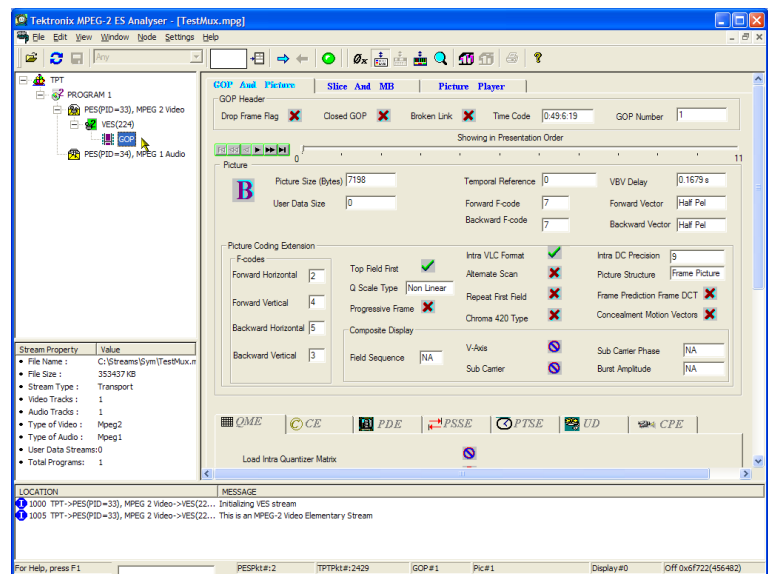 Tektronix MPEG-2 ES Analyser - [TestMux.mpg]
File Edit View Window Node Settings Help
Any
TPT
PROGRAM 1
PES(PID=33), MPEG 2 Video
VES(224)
GOP
PES(PID=34), MPEG 1 Audio
GOP And Picture
Slice And MB
Picture Player
GOP Header
Drop Frame Flag Closed GOP Broken Link Time Code 0:49:6:19 GOP Number 1
Showing in Presentation Order
0 11
Picture
B
Picture Size (Bytes) 7198 Temporal Reference 0 VBV Delay 0.1679 s
User Data Size 0 Forward F-code 7 Forward Vector Half Pel
Backward F-code 7 Backward Vector Half Pel
Picture Coding Extension
F-codes
Forward Horizontal 2
Forward Vertical 4
Backward Horizontal 5
Backward Vertical 3
Top Field First
Q Scale Type Non Linear
Progressive Frame
Intra VLC Format
Alternate Scan
Repeat First Field
Chroma 420 Type
Intra DC Precision 9
Picture Structure Frame Picture
Frame Prediction Frame DCT
Concealment Motion Vectors
Composite Display
Field Sequence NA
V-Axis
Sub Carrier
Sub Carrier Phase NA
Burst Amplitude NA
QME CE PDE PSSE PTSE UD CPE
Load Intra Quantizer Matrix
Stream Property Value
File Name : C:\Streams\Sym\TestMux.m
File Size : 353437 KB
Stream Type : Transport
Video Tracks : 1
Audio Tracks : 1
Type of Video : Mpeg2
Type of Audio : Mpeg1
User Data Streams:0
Total Programs: 1
LOCATION MESSAGE
1000 TPT->PES(PID=33), MPEG 2 Video->VES(22... Initializing VES stream
1005 TPT->PES(PID=33), MPEG 2 Video->VES(22... This is an MPEG-2 Video Elementary Stream
For Help, press F1 PESPkt#:2 TPTPkt#:2429 GOP#1 Pic#1 Display#0 Off 0x6f722(456482)